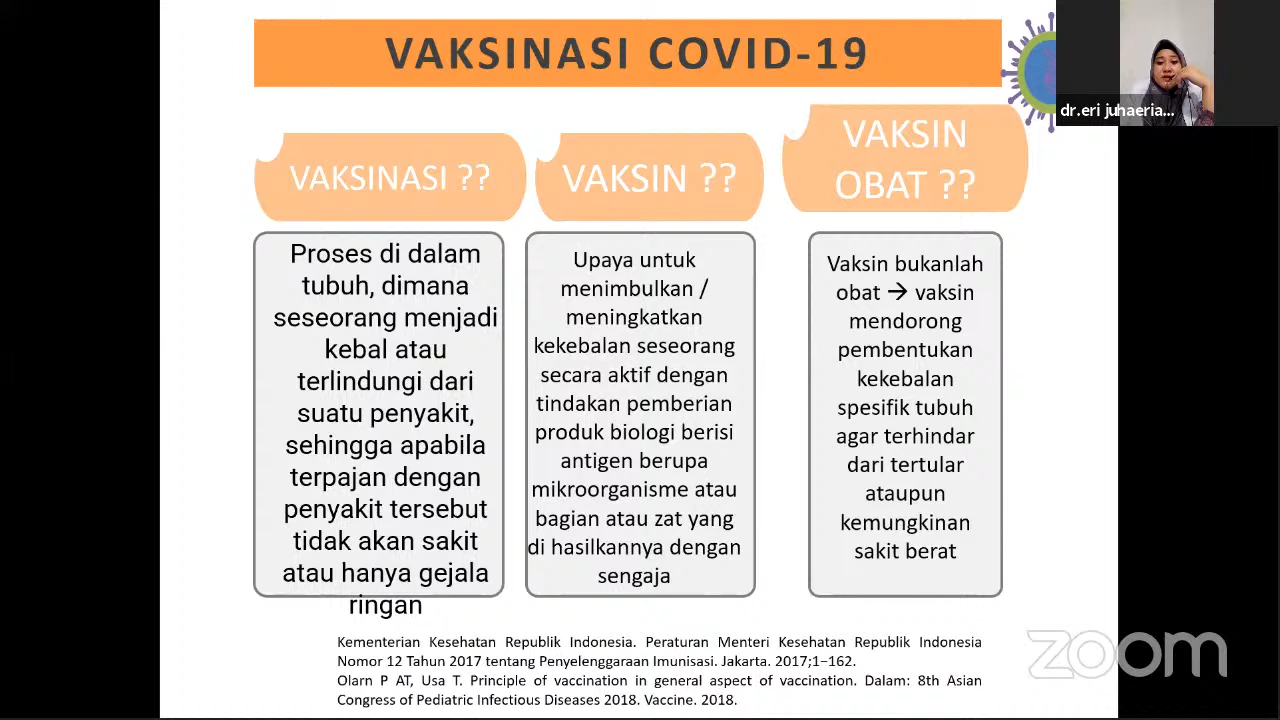 VAKSINASI COVID-19
dr.eri juhaeria...
VAKSINASI ??
VAKSIN ??
VAKSIN
OBAT ??
Proses di dalam
tubuh, dimana
seseorang menjadi
kebal atau
terlindungi dari
suatu penyakit,
sehingga apabila
terpajan dengan
penyakit tersebut
tidak akan sakit
atau hanya gejala
ringan
Upaya untuk
menimbulkan /
meningkatkan
kekebalan seseorang
secara aktif dengan
tindakan pemberian
produk biologi berisi
antigen berupa
mikroorganisme atau
bagian atau zat yang
di hasilkannya dengan
sengaja
Vaksin bukanlah
obat → vaksin
mendorong
pembentukan
kekebalan
spesifik tubuh
agar terhindar
dari tertular
ataupun
kemungkinan
sakit berat
Kementerian Kesehatan Republik Indonesia. Peraturan Menteri Kesehatan Republik Indonesia
Nomor 12 Tahun 2017 tentang Penyelenggaraan Imunisasi. Jakarta. 2017;1–162.
Olarn P AT, Usa T. Principle of vaccination in general aspect of vaccination. Dalam: 8th Asian
Congress of Pediatric Infectious Diseases 2018. Vaccine. 2018.
zoom